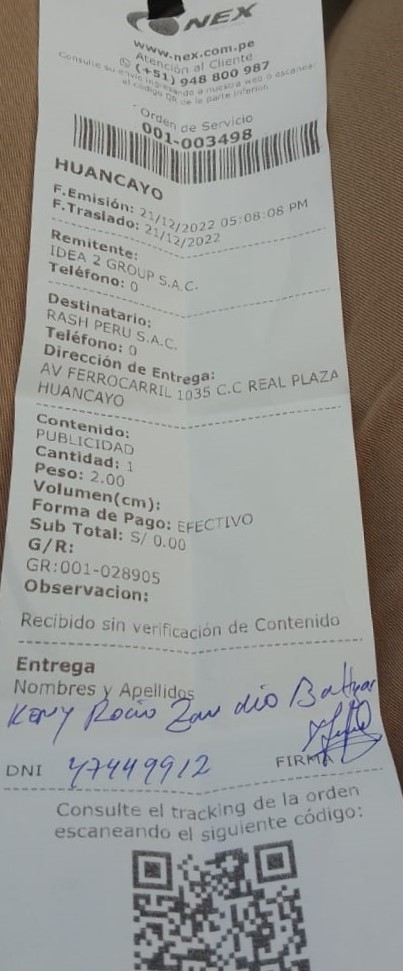 NEX
www.nex.com.pe
Atención al Cliente
(+51) 948 800 987
Consulte su envío ingresando a nuestra web o escanea
el código QR de la parte inferior
Orden de Servicio
001-003498
HUANCAYO
F.Emisión: 21/12/2022 05:08:08 PM
F.Traslado: 21/12/2022
Remitente:
IDEA 2 GROUP S.A.C.
Teléfono: 0
Destinatario:
RASH PERU S.A.C.
Teléfono: 0
Dirección de Entrega:
AV FERROCARRIL 1035 C.C REAL PLAZA
HUANCAYO
Contenido:
PUBLICIDAD
Cantidad: 1
Peso: 2.00
Volumen(cm):
Forma de Pago: EFECTIVO
Sub Total: S/ 0.00
G/R:
GR:001-028905
Observacion:
Recibido sin verificación de Contenido
Entrega
Nombres y Apellidos
Rocio
DNI 47449912 FIRMA
Consulte el tracking de la orden
escaneando el siguiente código: